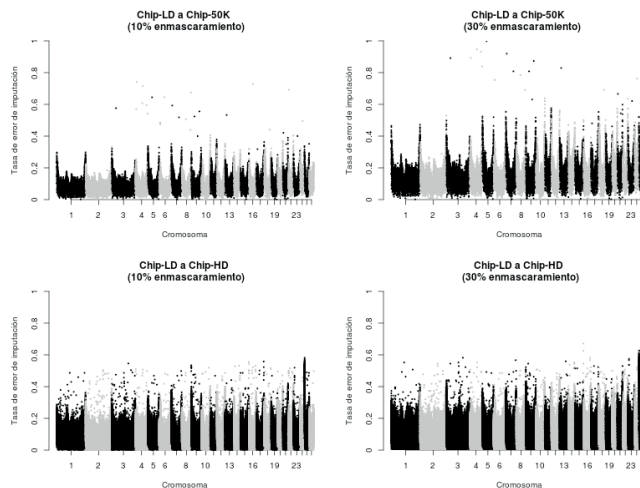 Chip-LD a Chip-50K
(10% enmascaramiento)
Tasa de error de imputación
0 0.2 0.4 0.6 0.8 1
1 2 3 4 5 6 8 10 13 16 19 23
Cromosoma
Chip-LD a Chip-50K
(30% enmascaramiento)
Tasa de error de imputación
0 0.2 0.4 0.6 0.8 1
1 2 3 4 5 6 8 10 13 16 19 23
Cromosoma
Chip-LD a Chip-HD
(10% enmascaramiento)
Tasa de error de imputación
0 0.2 0.4 0.6 0.8 1
1 2 3 4 5 6 8 10 13 16 19 23
Cromosoma
Chip-LD a Chip-HD
(30% enmascaramiento)
Tasa de error de imputación
0 0.2 0.4 0.6 0.8 1
1 2 3 4 5 6 8 10 13 16 19 23
Cromosoma